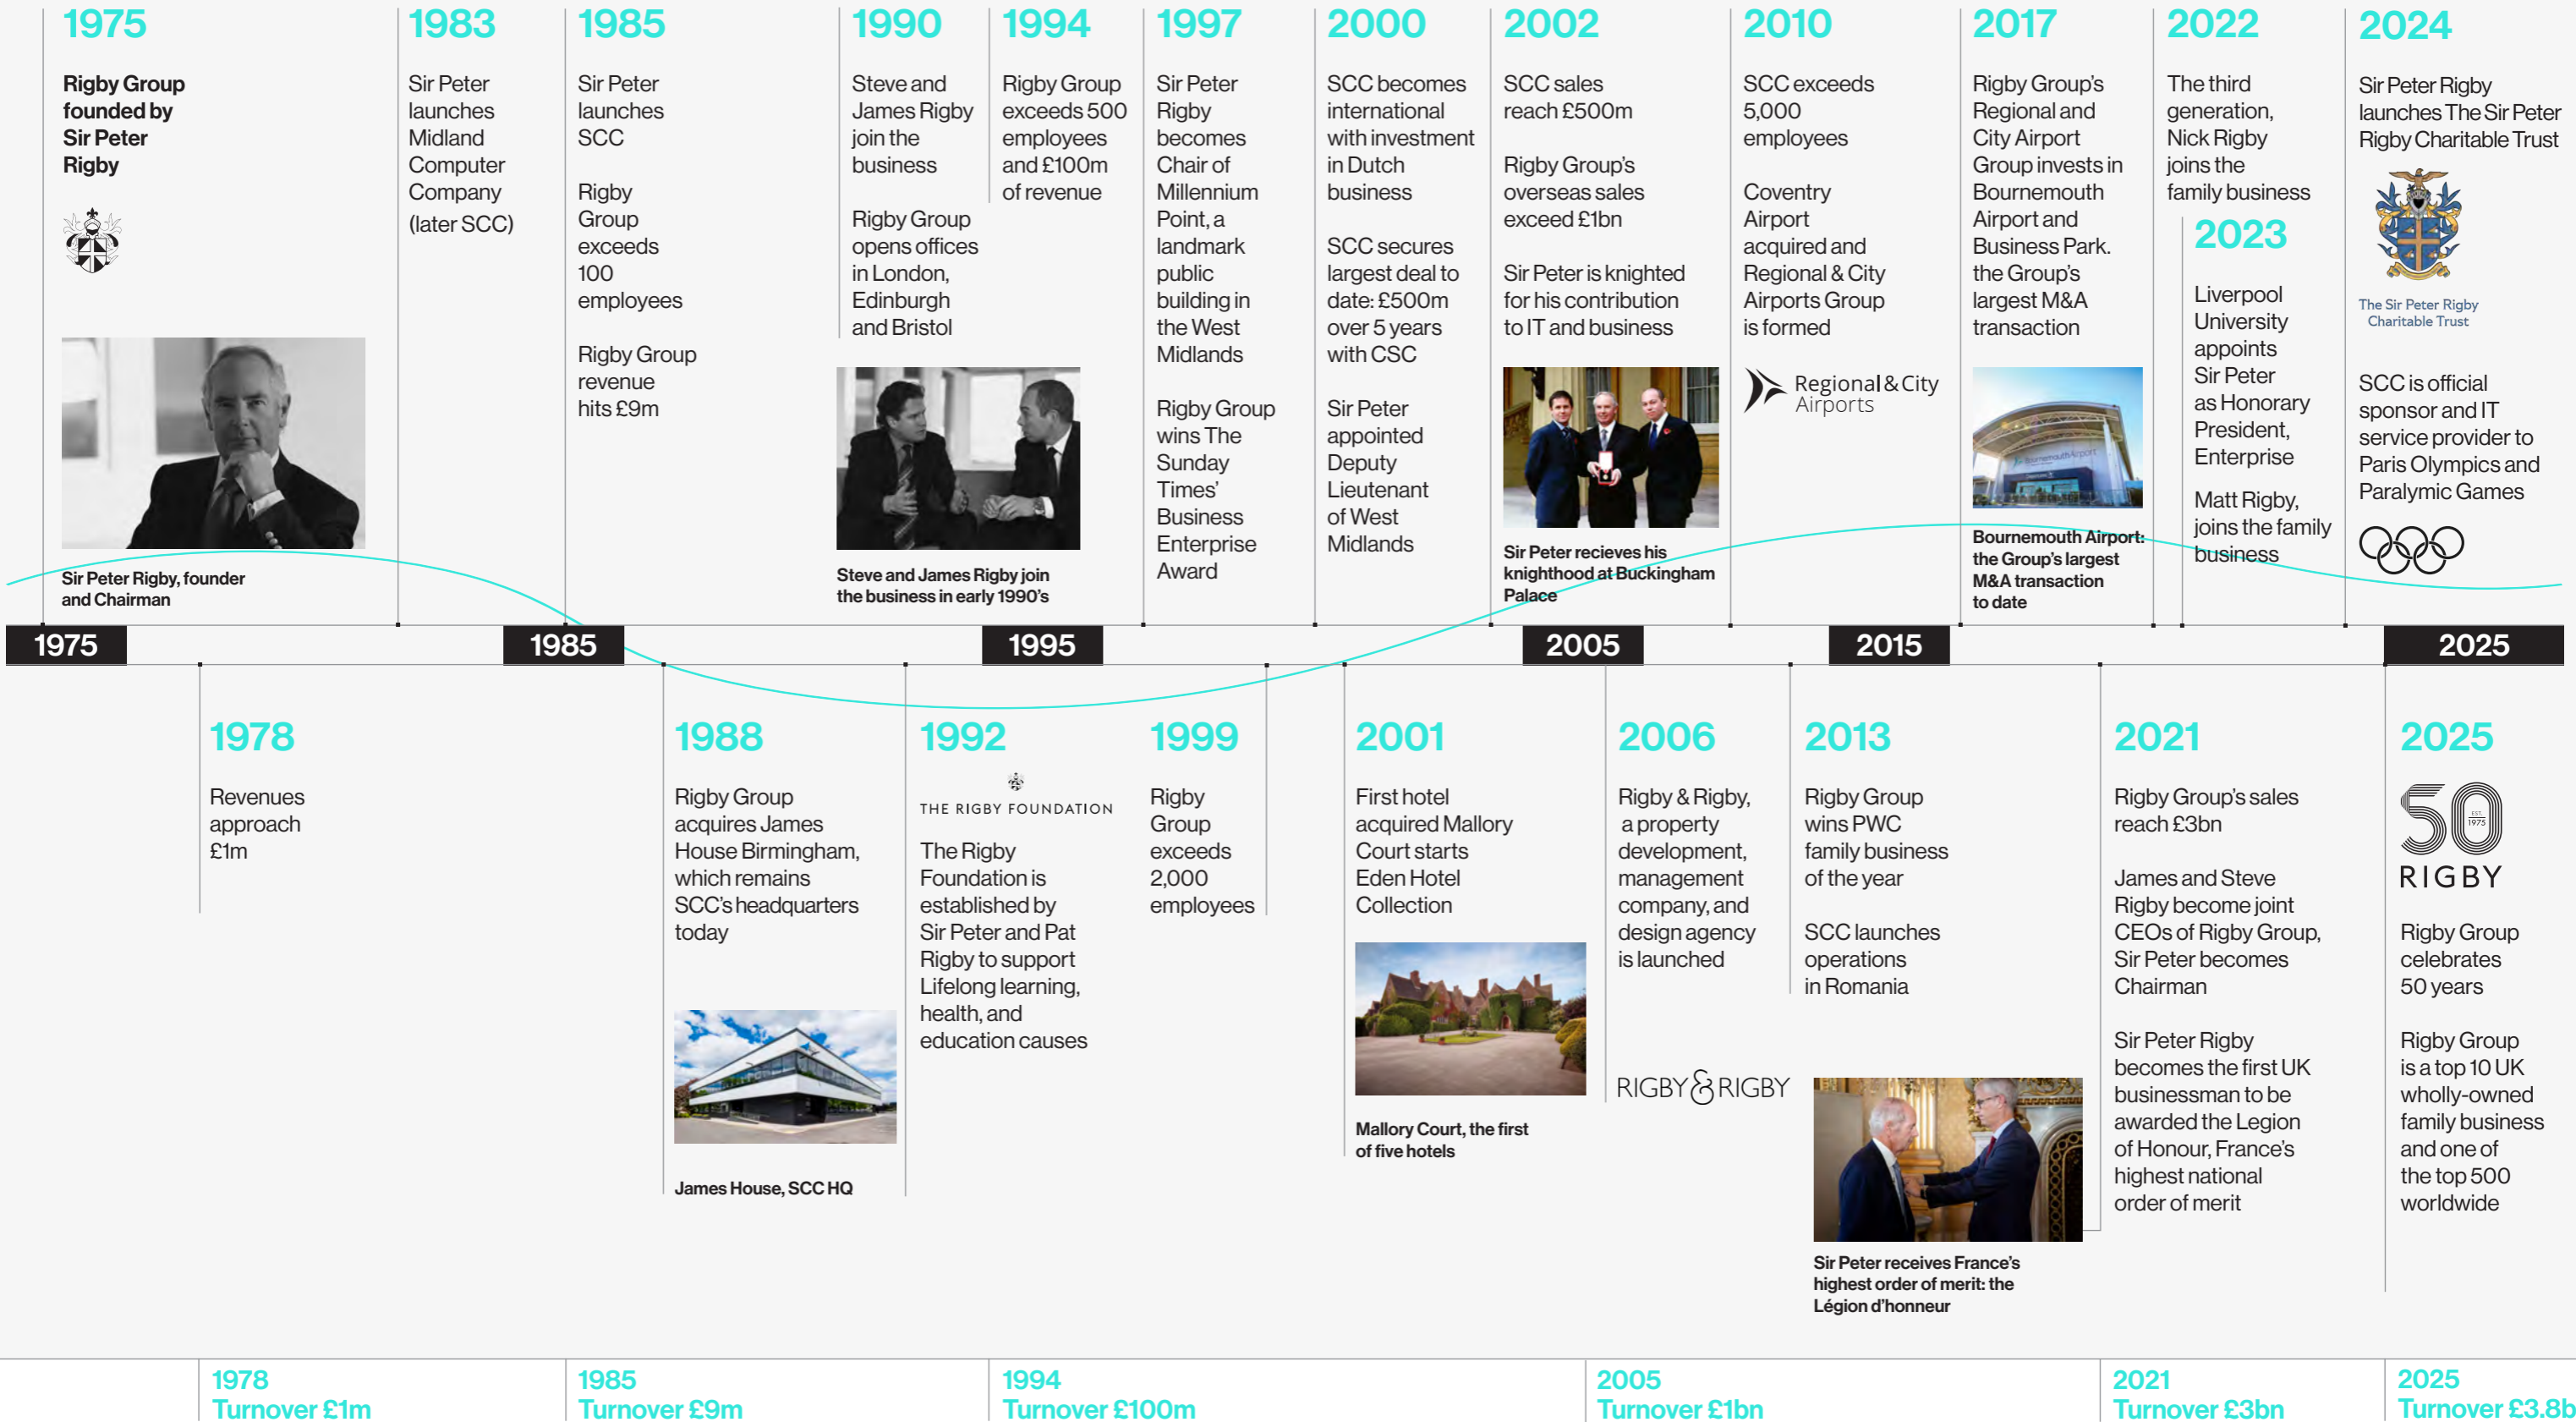 1975
Rigby Group
founded by
Sir Peter
Rigby
Sir Peter Rigby, founder
and Chairman
1983
Sir Peter
launches
Midland
Computer
Company
(later SCC)
1985
Sir Peter
launches
SCC
Rigby
Group
exceeds
100
employees
Rigby Group
revenue
hits £9m
1990
Steve and
James Rigby
join the
business
Rigby Group
opens offices
in London,
Edinburgh
and Bristol
Steve and James Rigby join
the business in early 1990's
1994
Rigby Group
exceeds 500
employees
and £100m
of revenue
1997
Sir Peter
Rigby
becomes
Chair of
Millennium
Point, a
landmark
public
building in
the West
Midlands
Rigby Group
wins The
Sunday
Times'
Business
Enterprise
Award
2000
SCC becomes
international
with investment
in Dutch
business
SCC secures
largest deal to
date: £500m
over 5 years
with CSC
Sir Peter
appointed
Deputy
Lieutenant
of West
Midlands
2002
SCC sales
reach £500m
Rigby Group's
overseas sales
exceed £1bn
Sir Peter is knighted
for his contribution
to IT and business
Sir Peter recieves his
knighthood at Buckingham
Palace
2010
SCC exceeds
5,000
employees
Coventry
Airport
acquired and
Regional & City
Airports Group
is formed
Regional & City
Airports
2017
Rigby Group's
Regional and
City Airport
Group invests in
Bournemouth
Airport and
Business Park.
the Group's
largest M&A
transaction
Bournemouth Airport
Bournemouth Airport:
the Group's largest
M&A transaction
to date
2022
The third
generation,
Nick Rigby
joins the
family business
2023
Liverpool
University
appoints
Sir Peter
as Honorary
President,
Enterprise
Matt Rigby,
joins the family
business
2024
Sir Peter Rigby
launches The Sir Peter
Rigby Charitable Trust
The Sir Peter Rigby
Charitable Trust
SCC is official
sponsor and IT
service provider to
Paris Olympics and
Paralympic Games
1975
1985
1995
2005
2015
2025
1978
Revenues
approach
£1m
1988
Rigby Group
acquires James
House Birmingham,
which remains
SCC's headquarters
today
James House, SCC HQ
1992
THE RIGBY FOUNDATION
The Rigby
Foundation is
established by
Sir Peter and Pat
Rigby to support
Lifelong learning,
health, and
education causes
1999
Rigby
Group
exceeds
2,000
employees
2001
First hotel
acquired Mallory
Court starts
Eden Hotel
Collection
Mallory Court, the first
of five hotels
2006
Rigby & Rigby,
a property
development,
management
company, and
design agency
is launched
RIGBY & RIGBY
2013
Rigby Group
wins PWC
family business
of the year
SCC launches
operations
in Romania
Sir Peter receives France's
highest order of merit: the
Légion d'honneur
2021
Rigby Group's sales
reach £3bn
James and Steve
Rigby become joint
CEOs of Rigby Group,
Sir Peter becomes
Chairman
Sir Peter Rigby
becomes the first UK
businessman to be
awarded the Legion
of Honour, France's
highest national
order of merit
2025
50
EST.
1975
RIGBY
Rigby Group
celebrates
50 years
Rigby Group
is a top 10 UK
wholly-owned
family business
and one of
the top 500
worldwide
1978
Turnover £1m
1985
Turnover £9m
1994
Turnover £100m
2005
Turnover £1bn
2021
Turnover £3bn
2025
Turnover £3.8b